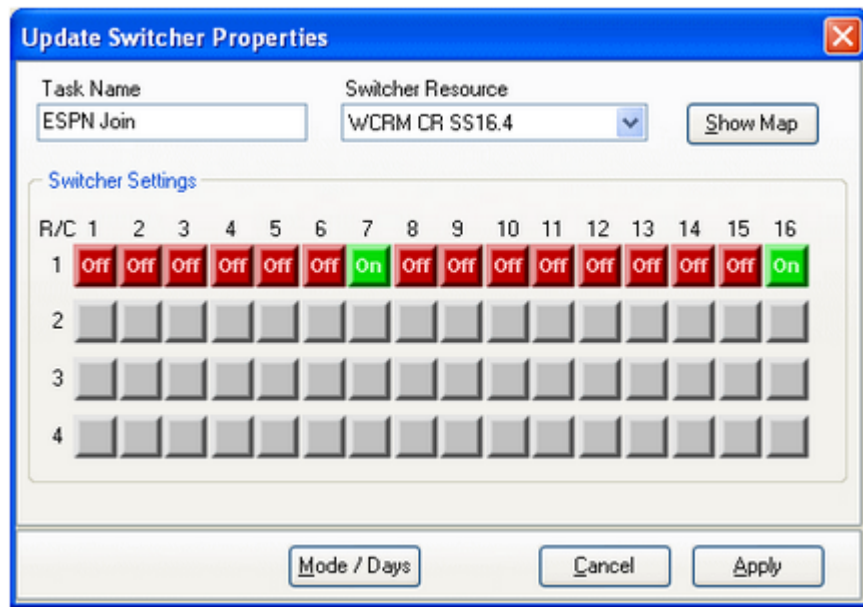 Update Switcher Properties
Task Name Switcher Resource
ESPN Join WCRM CR SS16.4 Show Map
Switcher Settings
R/C 1 2 3 4 5 6 7 8 9 10 11 12 13 14 15 16
1 Off Off Off Off Off Off On Off Off Off Off Off Off Off Off On
2
3
4
Mode / Days Cancel Apply